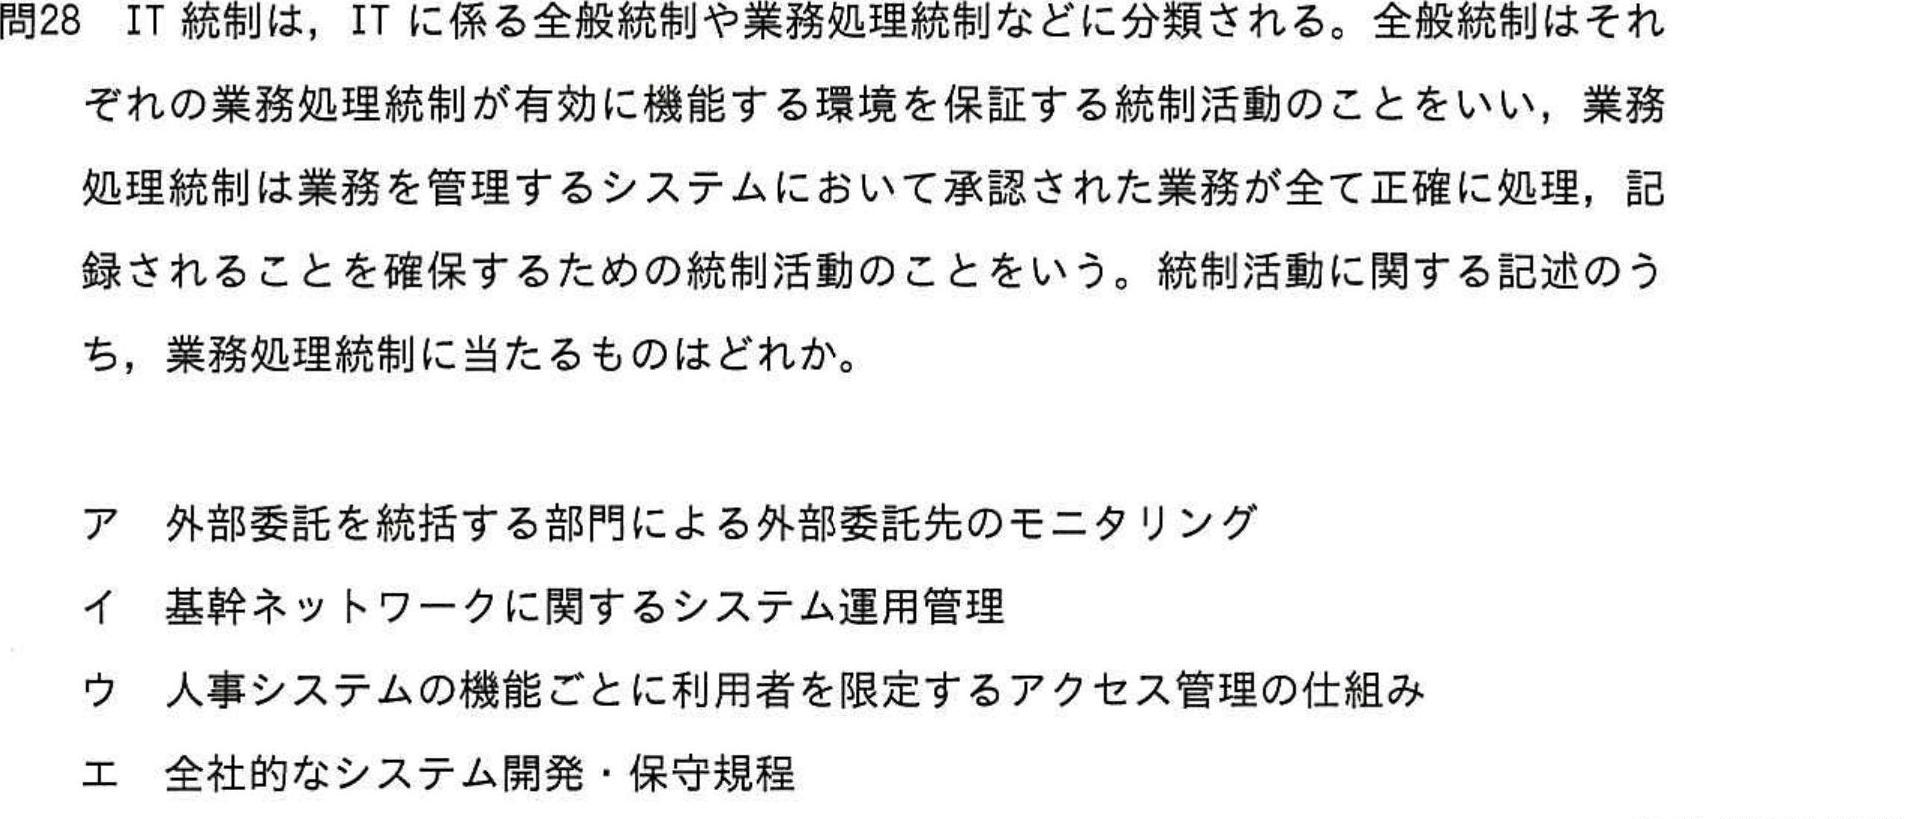 問28 IT 統制は，IT に係る全般統制や業務処理統制などに分類される。全般統制はそれ
ぞれの業務処理統制が有効に機能する環境を保証する統制活動のことをいい，業務
処理統制は業務を管理するシステムにおいて承認された業務が全て正確に処理，記
録されることを確保するための統制活動のことをいう。統制活動に関する記述のう
ち，業務処理統制に当たるものはどれか。
ア 外部委託を統括する部門による外部委託先のモニタリング
イ 基幹ネットワークに関するシステム運用管理
ウ 人事システムの機能ごとに利用者を限定するアクセス管理の仕組み
エ 全社的なシステム開発・保守規程